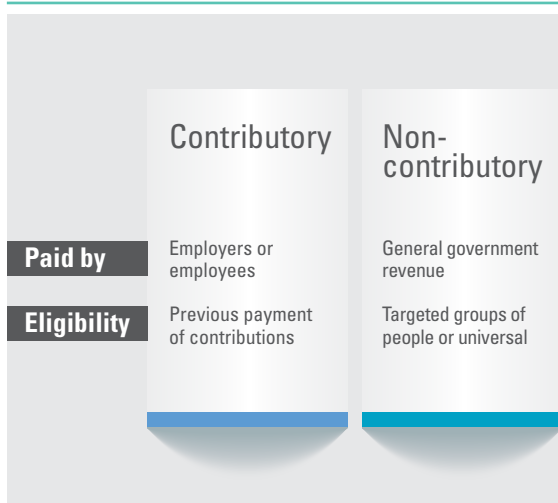 Contributory
Non-
contributory
Paid by
Employers or
employees
General government
revenue
Eligibility
Previous payment
of contributions
Targeted groups of
people or universal